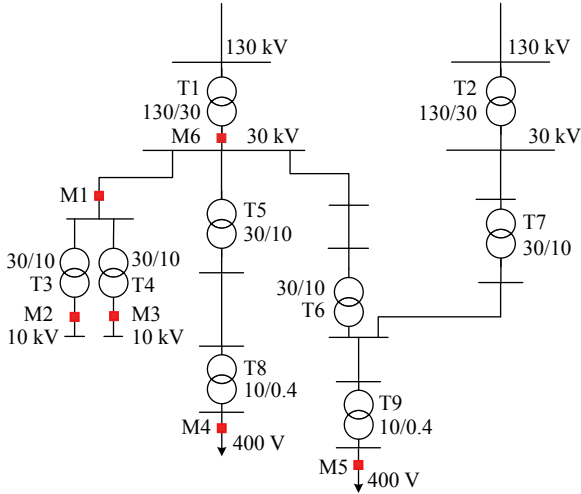 130 kV
130 kV
T1
130/30
T2
130/30
M6
30 kV
30 kV
M1
T5
30/10
T7
30/10
30/10
T3
30/10
T4
30/10
T6
M2
M3
10 kV
10 kV
T8
10/0.4
T9
10/0.4
M4
400 V
M5
400 V